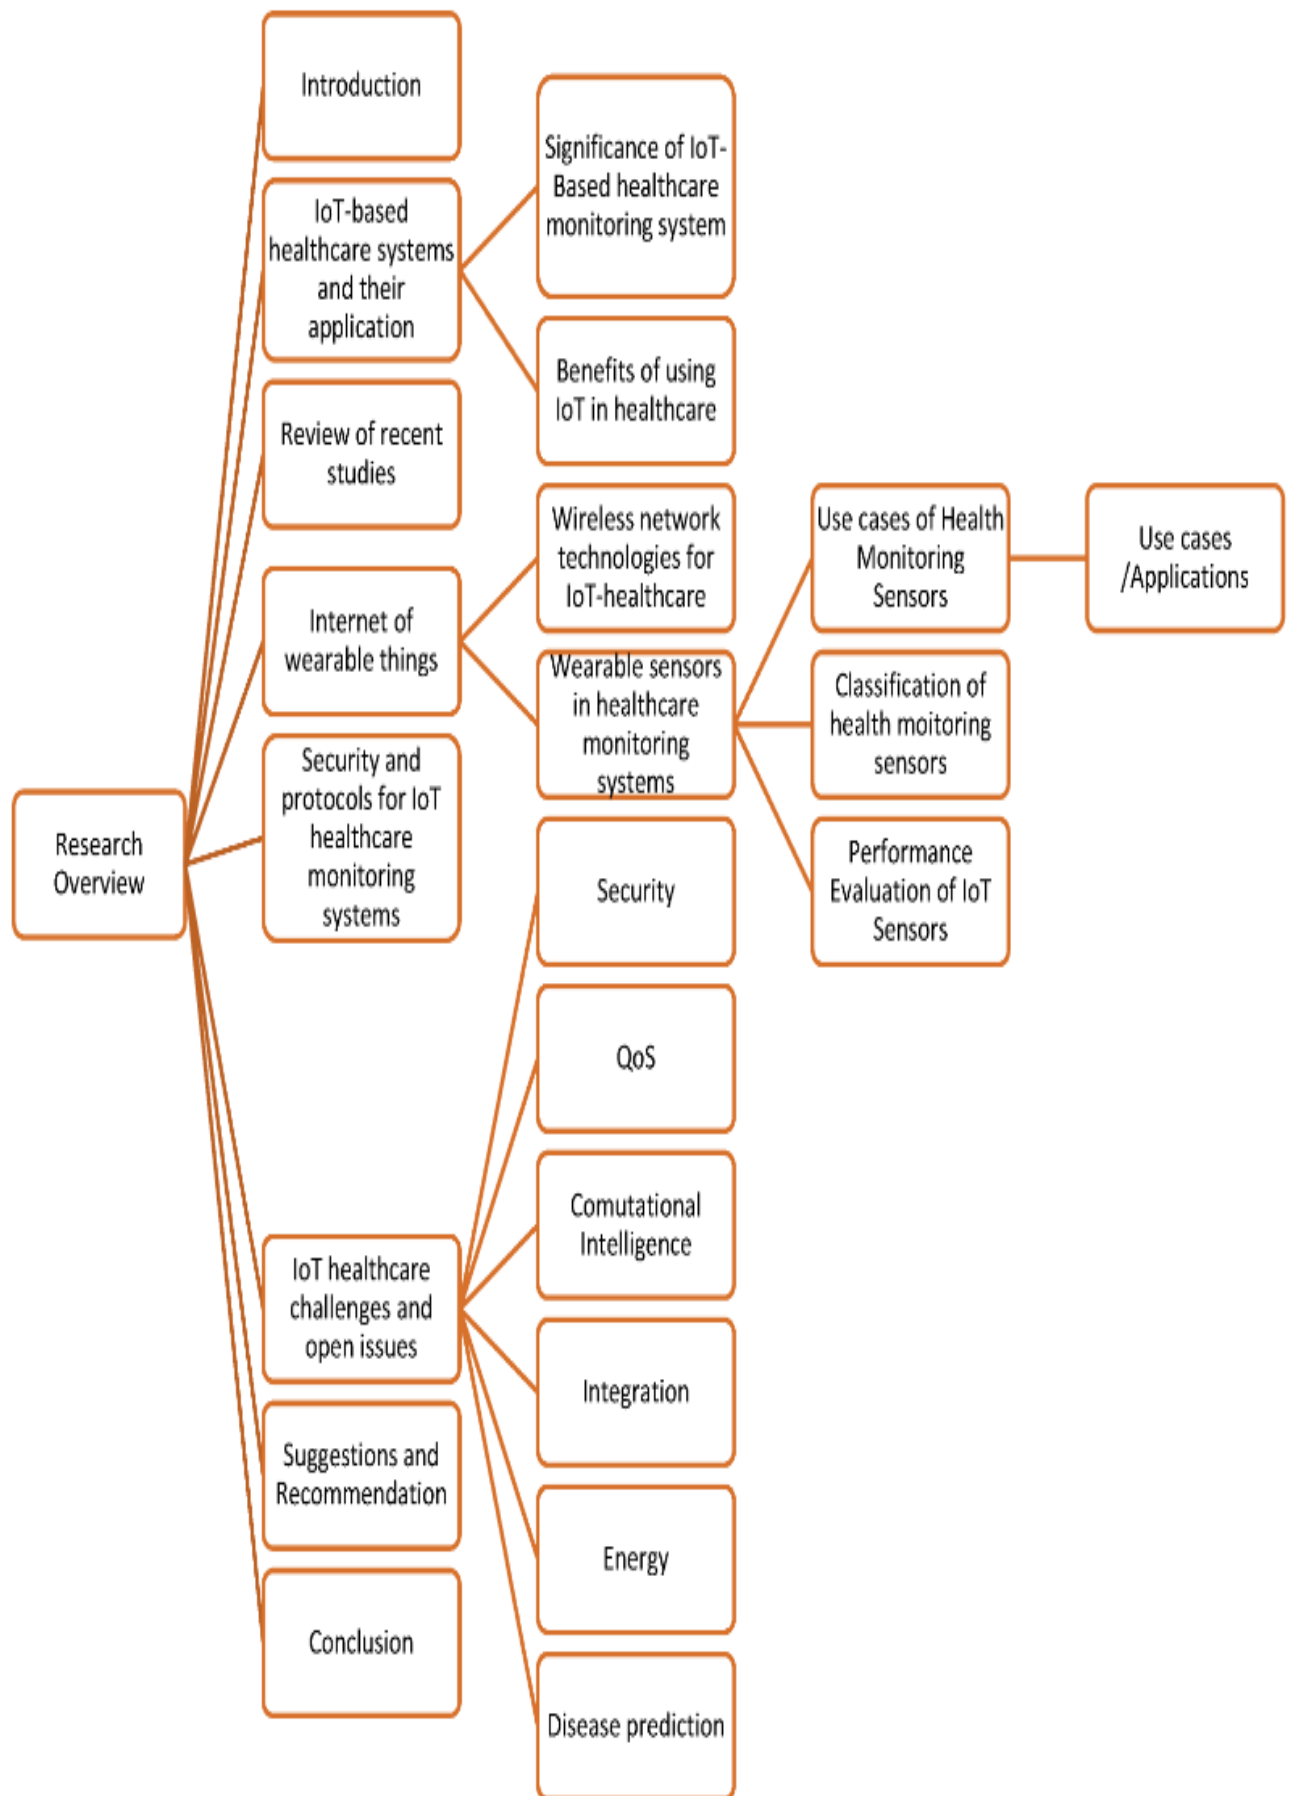 Introduction
IoT-based
healthcare systems
and their
application
Significance of IoT-
Based healthcare
monitoring system
Benefits of using
IoT in healthcare
Review of recent
studies
Internet of
wearable things
Wireless network
technologies for
IoT-healthcare
Wearable sensors
in healthcare
monitoring
systems
Use cases of Health
Monitoring
Sensors
Use cases
/Applications
Classification of
health moitoring
sensors
Performance
Evaluation of IoT
Sensors
Research
Overview
Security and
protocols for IoT
healthcare
monitoring
systems
IoT healthcare
challenges and
open issues
Security
QoS
Comutational
Intelligence
Integration
Energy
Disease prediction
Suggestions and
Recommendation
Conclusion